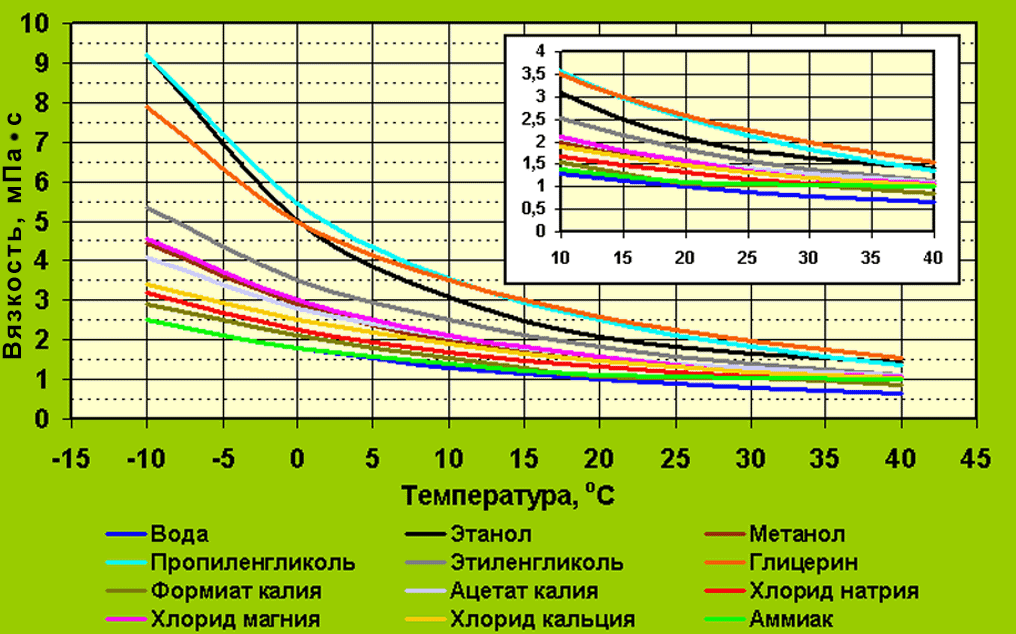 Вязкость, мПа•с
10
9
8
7
6
5
4
3
2
1
0
-15 -10 -5 0 5 10 15 20 25 30 35 40 45
Температура, °С
4
3,5
3
2,5
2
1,5
1
0,5
0
10 15 20 25 30 35 40
Вода Этанол Метанол
Пропиленгликоль Этиленгликоль Глицерин
Формиат калия Ацетат калия Хлорид натрия
Хлорид магния Хлорид кальция Аммиак